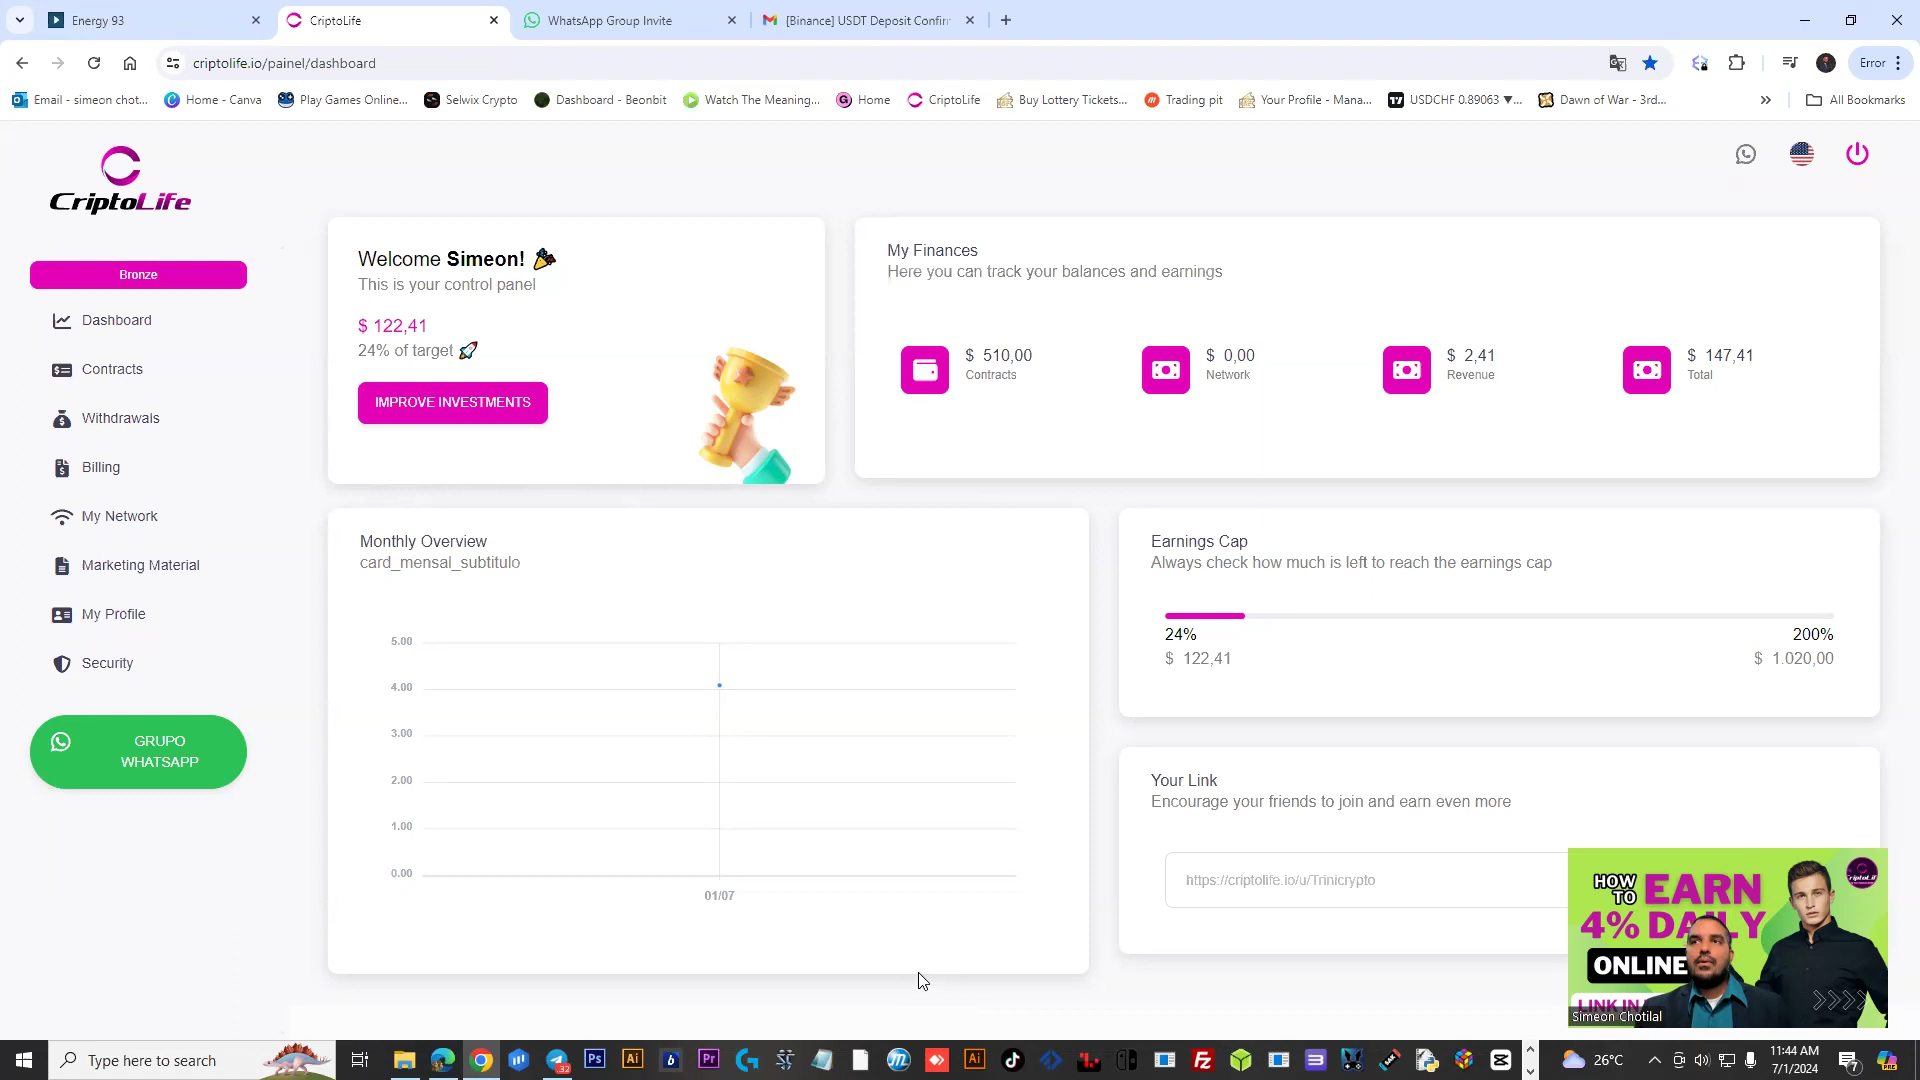 Energy 93
CriptoLife
WhatsApp Group Invite
[Binance] USDT Deposit Confir
criptolife.io/painel/dashboard
Error
Email - simeon chot...
Home - Canva
Play Games Online...
Selwix Crypto
Dashboard - Beonbit
Watch The Meaning...
Home
CriptoLife
Buy Lottery Tickets...
Trading pit
Your Profile - Mana...
USDCHF 0.89063 ▼...
Dawn of War - 3rd...
All Bookmarks
CriptoLife
Bronze
Dashboard
Contracts
Withdrawals
Billing
My Network
Marketing Material
My Profile
Security
GRUPO
WHATSAPP
Welcome Simeon!
This is your control panel
$ 122,41
24% of target
IMPROVE INVESTMENTS
My Finances
Here you can track your balances and earnings
$ 510,00
Contracts
$ 0,00
Network
$ 2,41
Revenue
$ 147,41
Total
Monthly Overview
card_mensal_subtitulo
5.00
4.00
3.00
2.00
1.00
0.00
01/07
Earnings Cap
Always check how much is left to reach the earnings cap
24%
200%
$ 122,41
$ 1.020,00
Your Link
Encourage your friends to join and earn even more
https://criptolife.io/u/Trinicrypto
HOW TO EARN
4% DAILY
ONLINE
LINK IN
Simeon Chotilal
Type here to search
26°C
11:44 AM
7/1/2024